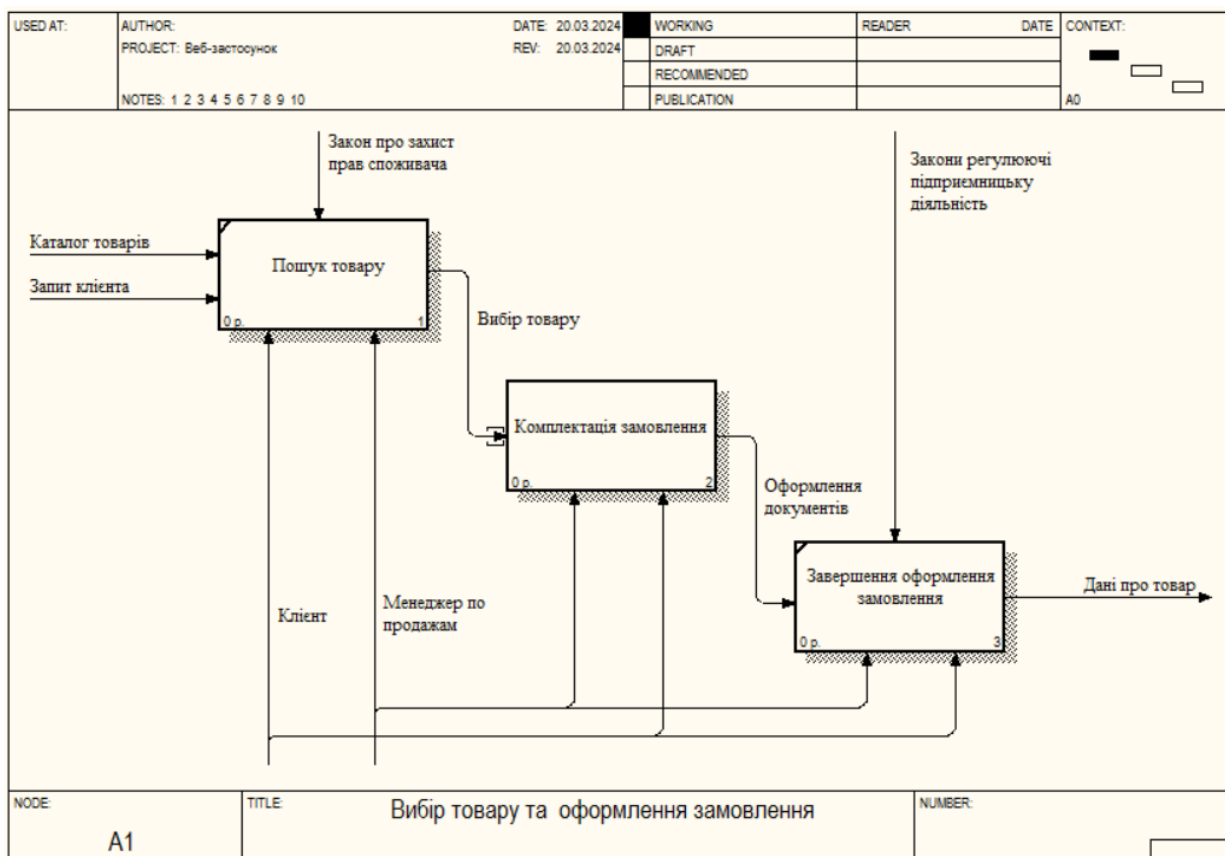 USED AT:
AUTHOR:
DATE: 20.03.2024
PROJECT: Веб-застосунок
REV: 20.03.2024
NOTES: 1 2 3 4 5 6 7 8 9 10
WORKING
DRAFT
RECOMMENDED
PUBLICATION
READER
DATE
CONTEXT:
A0
Закон про захист
прав споживача
Закони регулюючі
підприємницьку
діяльність
Каталог товарів
Запит клієнта
Пошук товару
0 р.
1
Вибір товару
Комплектація замовлення
0 р.
2
Оформлення
документів
Завершення оформлення
замовлення
0 р.
3
Дані про товар
Клієнт
Менеджер по
продажам
NODE:
A1
TITLE:
Вибір товару та оформлення замовлення
NUMBER: